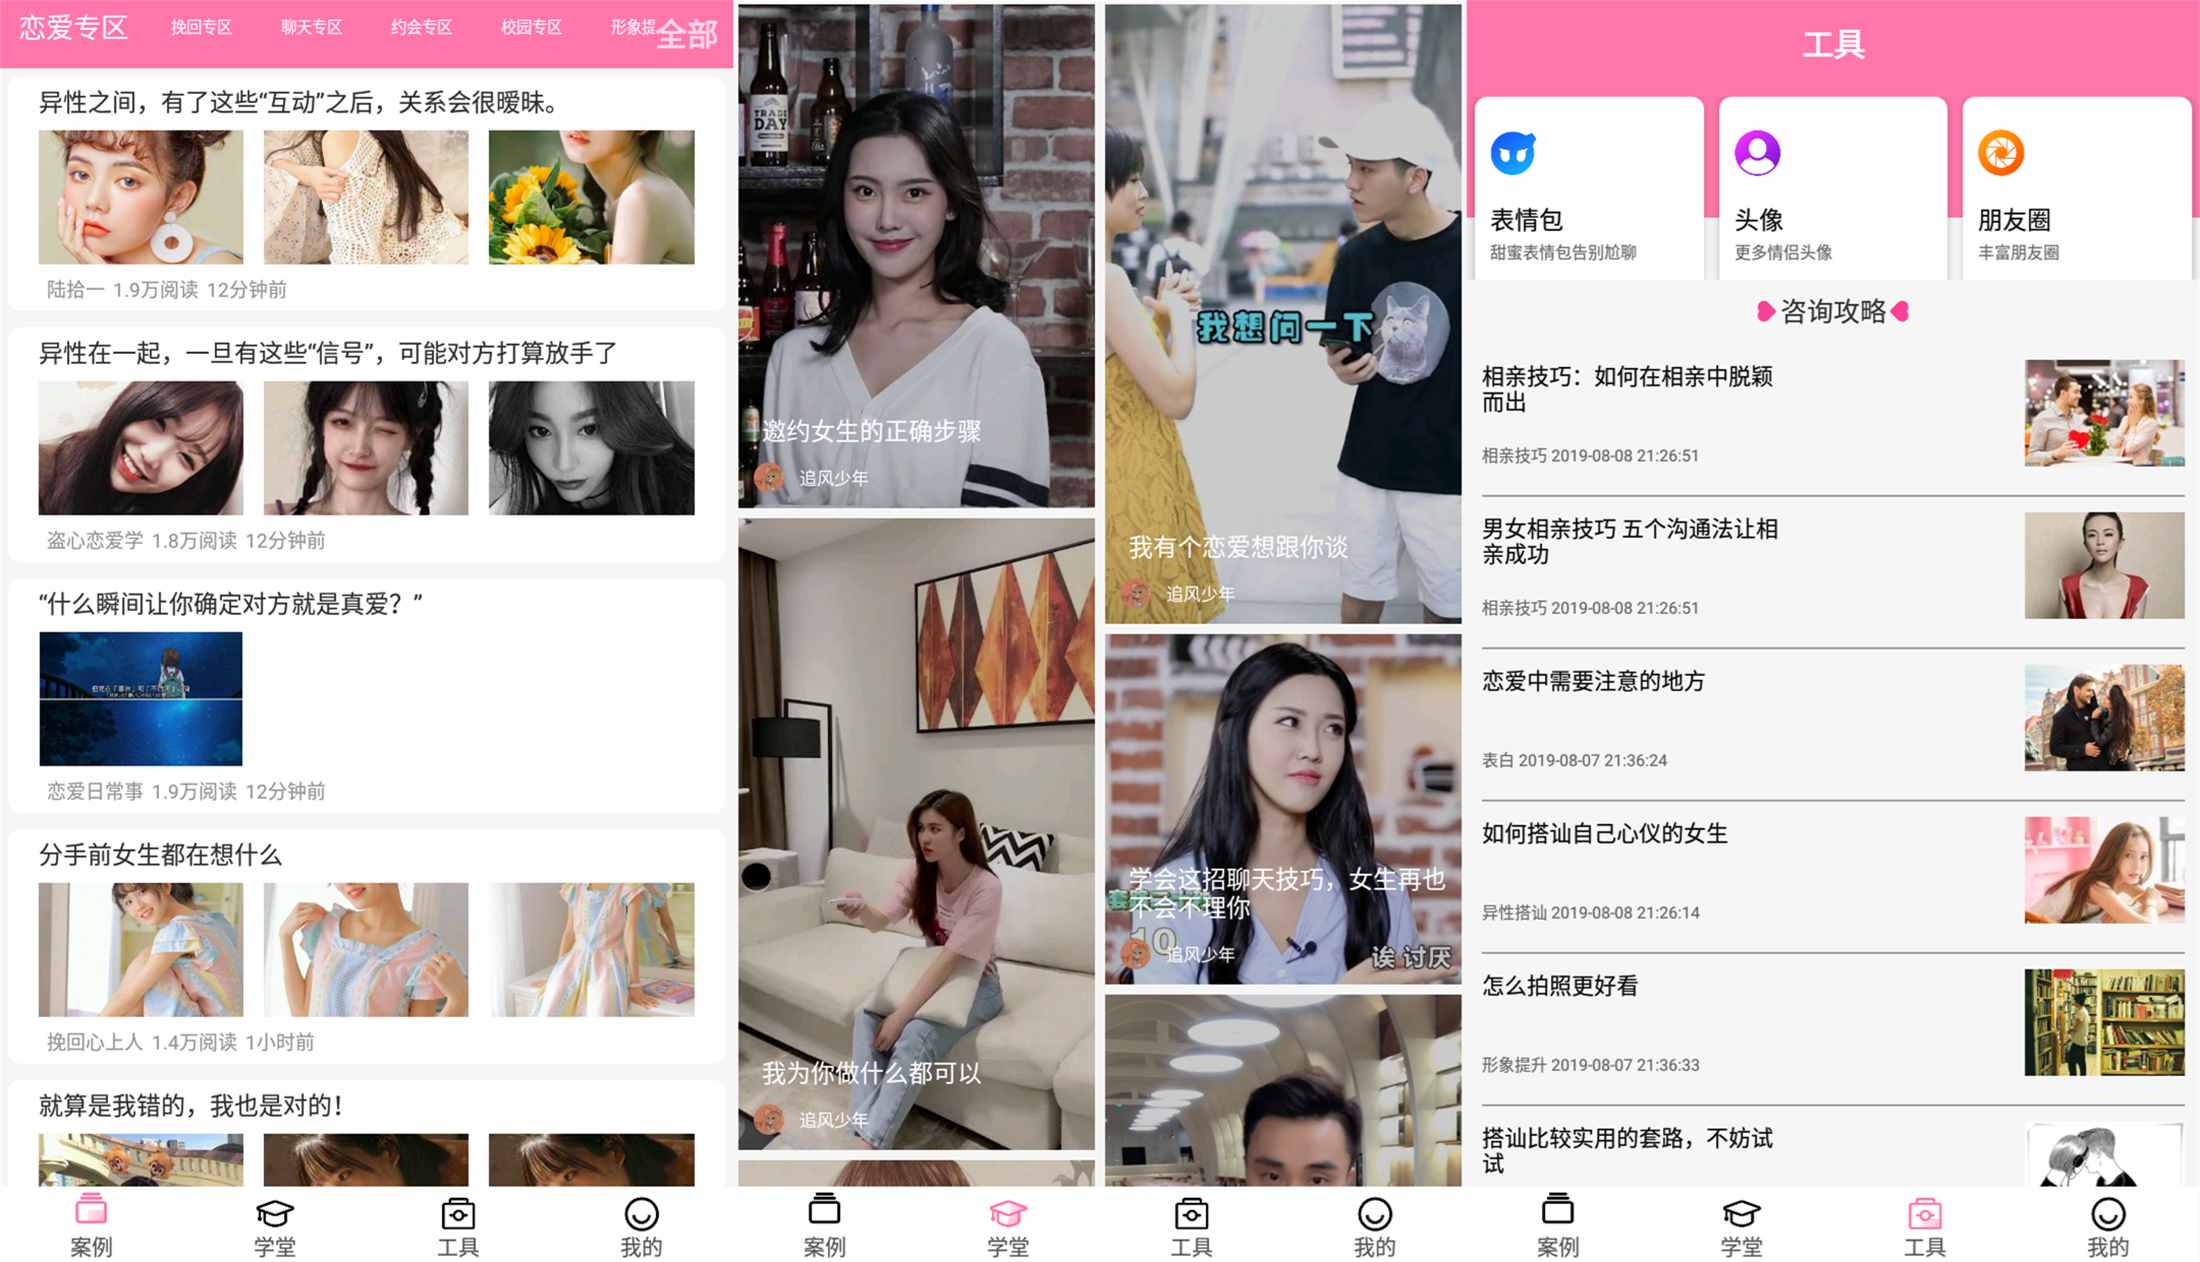 恋爱专区
挽回专区
聊天专区
约会专区
校园专区
形象提
全部
异性之间，有了这些“互动”之后，关系会很暧昧。
陆拾一 1.9万阅读 12分钟前
异性在一起，一旦有这些“信号”，可能对方打算放手了
盗心恋爱学 1.8万阅读 12分钟前
“什么瞬间让你确定对方就是真爱？”
恋爱日常事 1.9万阅读 12分钟前
分手前女生都在想什么
挽回心上人 1.4万阅读 1小时前
就算是我错的，我也是对的！
案例
学堂
工具
我的
TRADE
DAY
邀约女生的正确步骤
追风少年
我为你做什么都可以
追风少年
我想问一下
我有个恋爱想跟你谈
追风少年
学会这招聊天技巧，女生再也
不会不理你
10
追风少年
诶 讨厌
案例
学堂
工具
我的
工具
表情包
甜蜜表情包告别尬聊
头像
更多情侣头像
朋友圈
丰富朋友圈
咨询攻略
相亲技巧：如何在相亲中脱颖
而出
相亲技巧 2019-08-08 21:26:51
男女相亲技巧 五个沟通法让相
亲成功
相亲技巧 2019-08-08 21:26:51
恋爱中需要注意的地方
表白 2019-08-07 21:36:24
如何搭讪自己心仪的女生
异性搭讪 2019-08-08 21:26:14
怎么拍照更好看
形象提升 2019-08-07 21:36:33
搭讪比较实用的套路，不妨试
试
案例
学堂
工具
我的